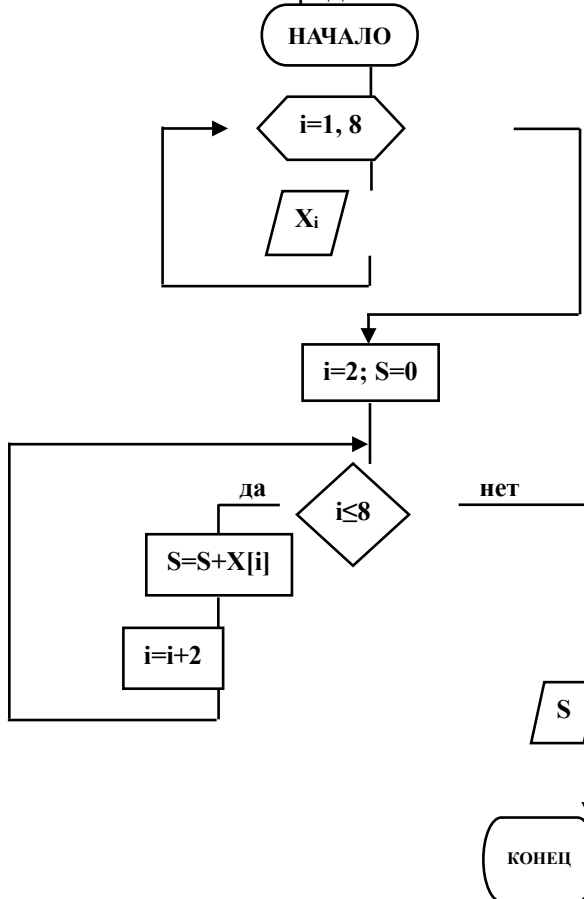 НАЧАЛО
i=1, 8
Xi
i=2; S=0
да
нет
i≤8
S=S+X[i]
i=i+2
S
КОНЕЦ